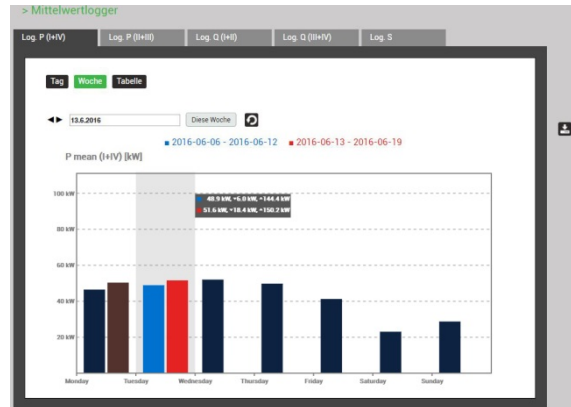 > Mittelwertlogger
Log. P (I+IV) Log. P (II+III) Log. Q (I+II) Log. Q (III+IV) Log. S
Tag Woche Tabelle
◄► 13.6.2016 Diese Woche
2016-06-06 - 2016-06-12 2016-06-13 - 2016-06-19
P mean (I+IV) [kW]
100 kW
48.9 kW, ~6.0 kW, ~144.4 kW
51.6 kW, ~18.4 kW, ~150.2 kW
80 kW
60 kW
40 kW
20 kW
Monday Tuesday Wednesday Thursday Friday Saturday Sunday